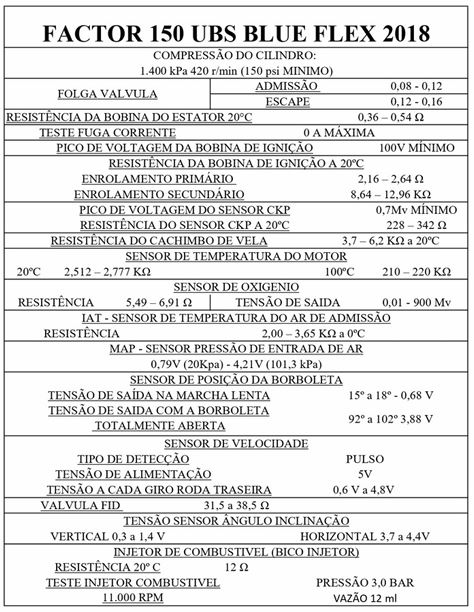 FACTOR 150 UBS BLUE FLEX 2018
COMPRESSÃO DO CILINDRO:
1.400 kPa 420 r/min (150 psi MINIMO)
FOLGA VALVULA
ADMISSÃO 0,08 - 0,12
ESCAPE 0,12 - 0,16
RESISTÊNCIA DA BOBINA DO ESTATOR 20°C 0,36 – 0,54 Ω
TESTE FUGA CORRENTE 0 A MÁXIMA
PICO DE VOLTAGEM DA BOBINA DE IGNIÇÃO 100V MÍNIMO
RESISTÊNCIA DA BOBINA DE IGNIÇÃO A 20ºC
ENROLAMENTO PRIMÁRIO 2,16 – 2,64 Ω
ENROLAMENTO SECUNDÁRIO 8,64 – 12,96 KΩ
PICO DE VOLTAGEM DO SENSOR CKP 0,7Mv MÍNIMO
RESISTÊNCIA DO SENSOR CKP A 20ºC 228 – 342 Ω
RESISTÊNCIA DO CACHIMBO DE VELA 3,7 – 6,2 KΩ a 20ºC
SENSOR DE TEMPERATURA DO MOTOR
20ºC 2,512 – 2,777 KΩ 100ºC 210 – 220 KΩ
SENSOR DE OXIGENIO
RESISTÊNCIA 5,49 – 6,91 Ω TENSÃO DE SAIDA 0,01 - 900 Mv
IAT - SENSOR DE TEMPERATURA DO AR DE ADMISSÃO
RESISTÊNCIA 2,00 – 3,65 KΩ a 0ºC
MAP - SENSOR PRESSÃO DE ENTRADA DE AR
0,79V (20Kpa) - 4,21V (101,3 kPa)
SENSOR DE POSIÇÃO DA BORBOLETA
TENSÃO DE SAÍDA NA MARCHA LENTA 15º a 18º - 0,68 V
TENSÃO DE SAÍDA COM A BORBOLETA
TOTALMENTE ABERTA 92º a 102º 3,88 V
SENSOR DE VELOCIDADE
TIPO DE DETECÇÃO PULSO
TENSÃO DE ALIMENTAÇÃO 5V
TENSÃO A CADA GIRO RODA TRASEIRA 0,6 V a 4,8V
VALVULA FID 31,5 a 38,5 Ω
TENSÃO SENSOR ÂNGULO INCLINAÇÃO
VERTICAL 0,3 a 1,4 V HORIZONTAL 3,7 a 4,4V
INJETOR DE COMBUSTIVEL (BICO INJETOR)
RESISTÊNCIA 20º C 12 Ω
TESTE INJETOR COMBUSTIVEL PRESSÃO 3,0 BAR
11.000 RPM VAZÃO 12 ml